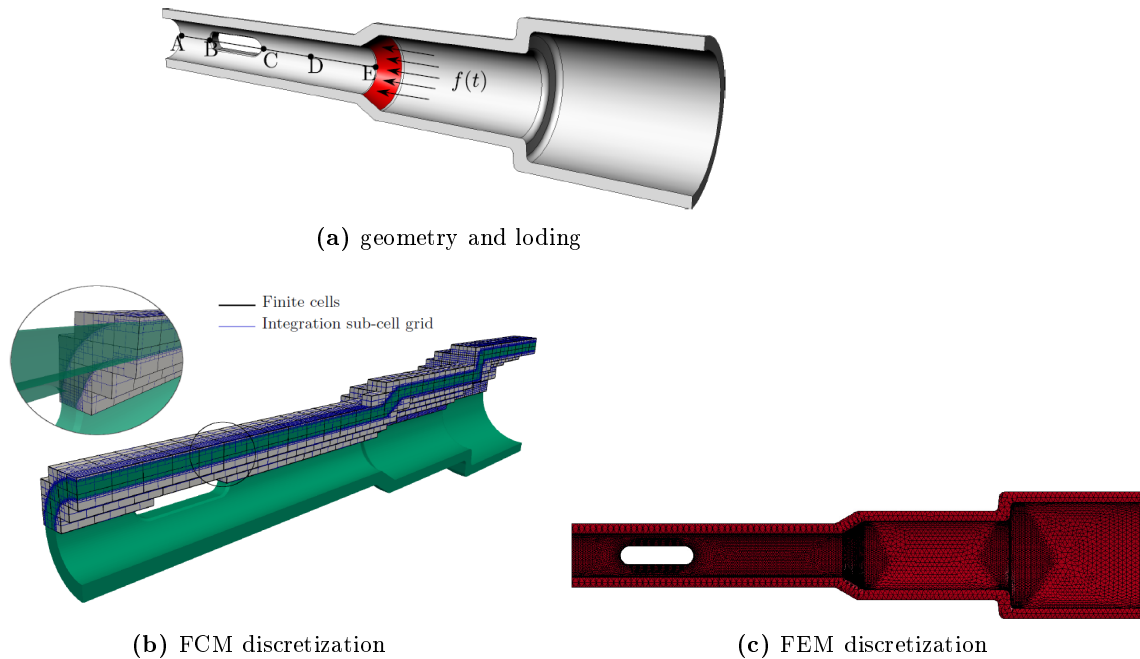 A
B
C
D
E
f(t)
(a) geometry and loding
Finite cells
Integration sub-cell grid
(b) FCM discretization
(c) FEM discretization